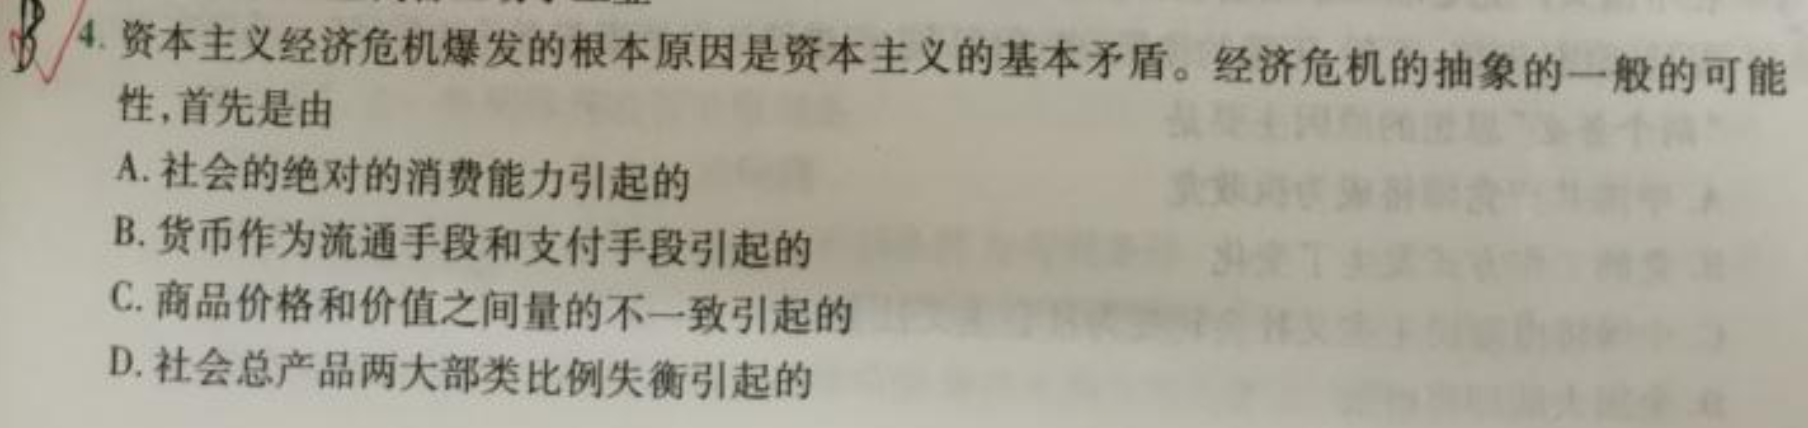 B
4. 资本主义经济危机爆发的根本原因是资本主义的基本矛盾。经济危机的抽象的一般的可能
性,首先是由
A. 社会的绝对的消费能力引起的
B. 货币作为流通手段和支付手段引起的
C. 商品价格和价值之间量的不一致引起的
D. 社会总产品两大部类比例失衡引起的